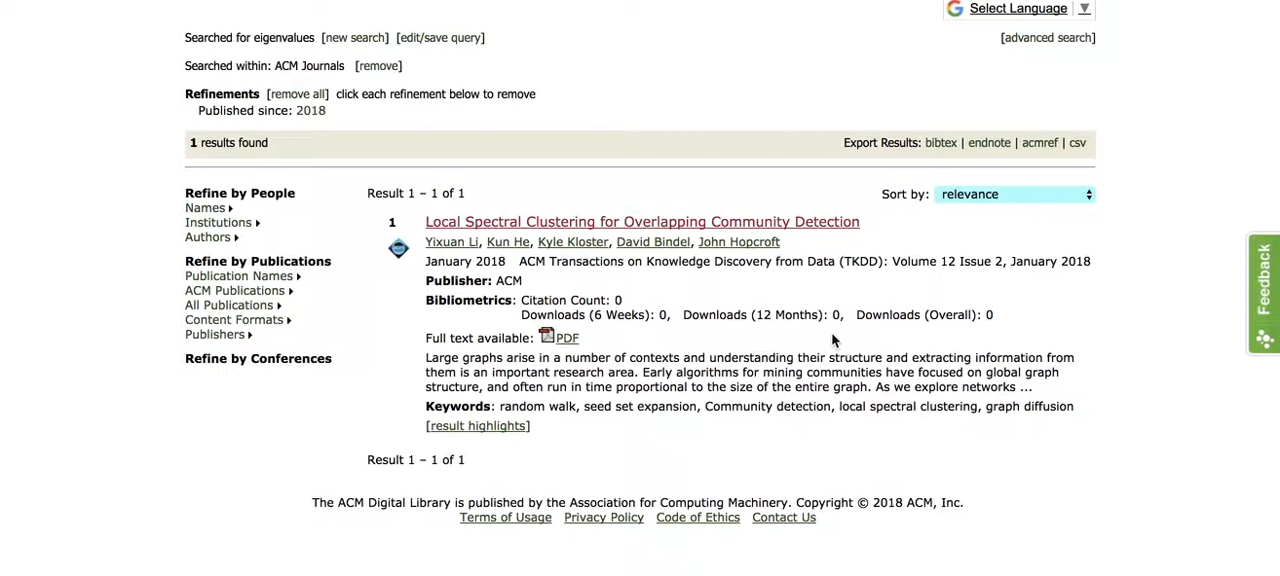 Select Language ▼
Searched for eigenvalues [new search] [edit/save query] [advanced search]
Searched within: ACM Journals [remove]
Refinements [remove all] click each refinement below to remove
Published since: 2018
1 results found Export Results: bibtex | endnote | acmref | csv
Refine by People
Names
Institutions
Authors
Refine by Publications
Publication Names
ACM Publications
All Publications
Content Formats
Publishers
Refine by Conferences
Result 1 – 1 of 1 Sort by: relevance
1 Local Spectral Clustering for Overlapping Community Detection
Yixuan Li, Kun He, Kyle Kloster, David Bindel, John Hopcroft
January 2018 ACM Transactions on Knowledge Discovery from Data (TKDD): Volume 12 Issue 2, January 2018
Publisher: ACM
Bibliometrics: Citation Count: 0
Downloads (6 Weeks): 0, Downloads (12 Months): 0, Downloads (Overall): 0
Full text available: PDF
Large graphs arise in a number of contexts and understanding their structure and extracting information from
them is an important research area. Early algorithms for mining communities have focused on global graph
structure, and often run in time proportional to the size of the entire graph. As we explore networks ...
Keywords: random walk, seed set expansion, Community detection, local spectral clustering, graph diffusion
[result highlights]
Result 1 – 1 of 1
The ACM Digital Library is published by the Association for Computing Machinery. Copyright © 2018 ACM, Inc.
Terms of Usage Privacy Policy Code of Ethics Contact Us
Feedback